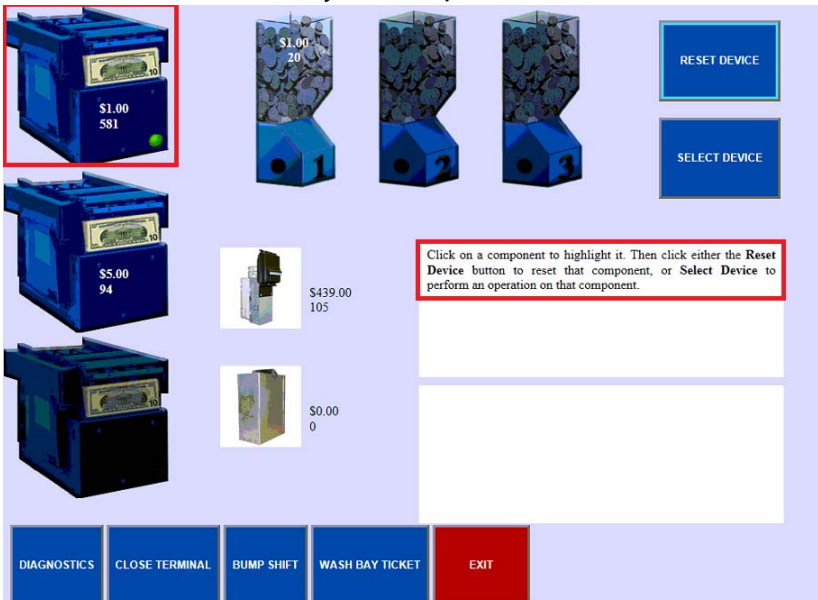 $1.00
581
$1.00
20
1
2
3
RESET DEVICE
SELECT DEVICE
$5.00
94
$439.00
105
Click on a component to highlight it. Then click either the Reset
Device button to reset that component, or Select Device to
perform an operation on that component.
$0.00
0
DIAGNOSTICS
CLOSE TERMINAL
BUMP SHIFT
WASH BAY TICKET
EXIT